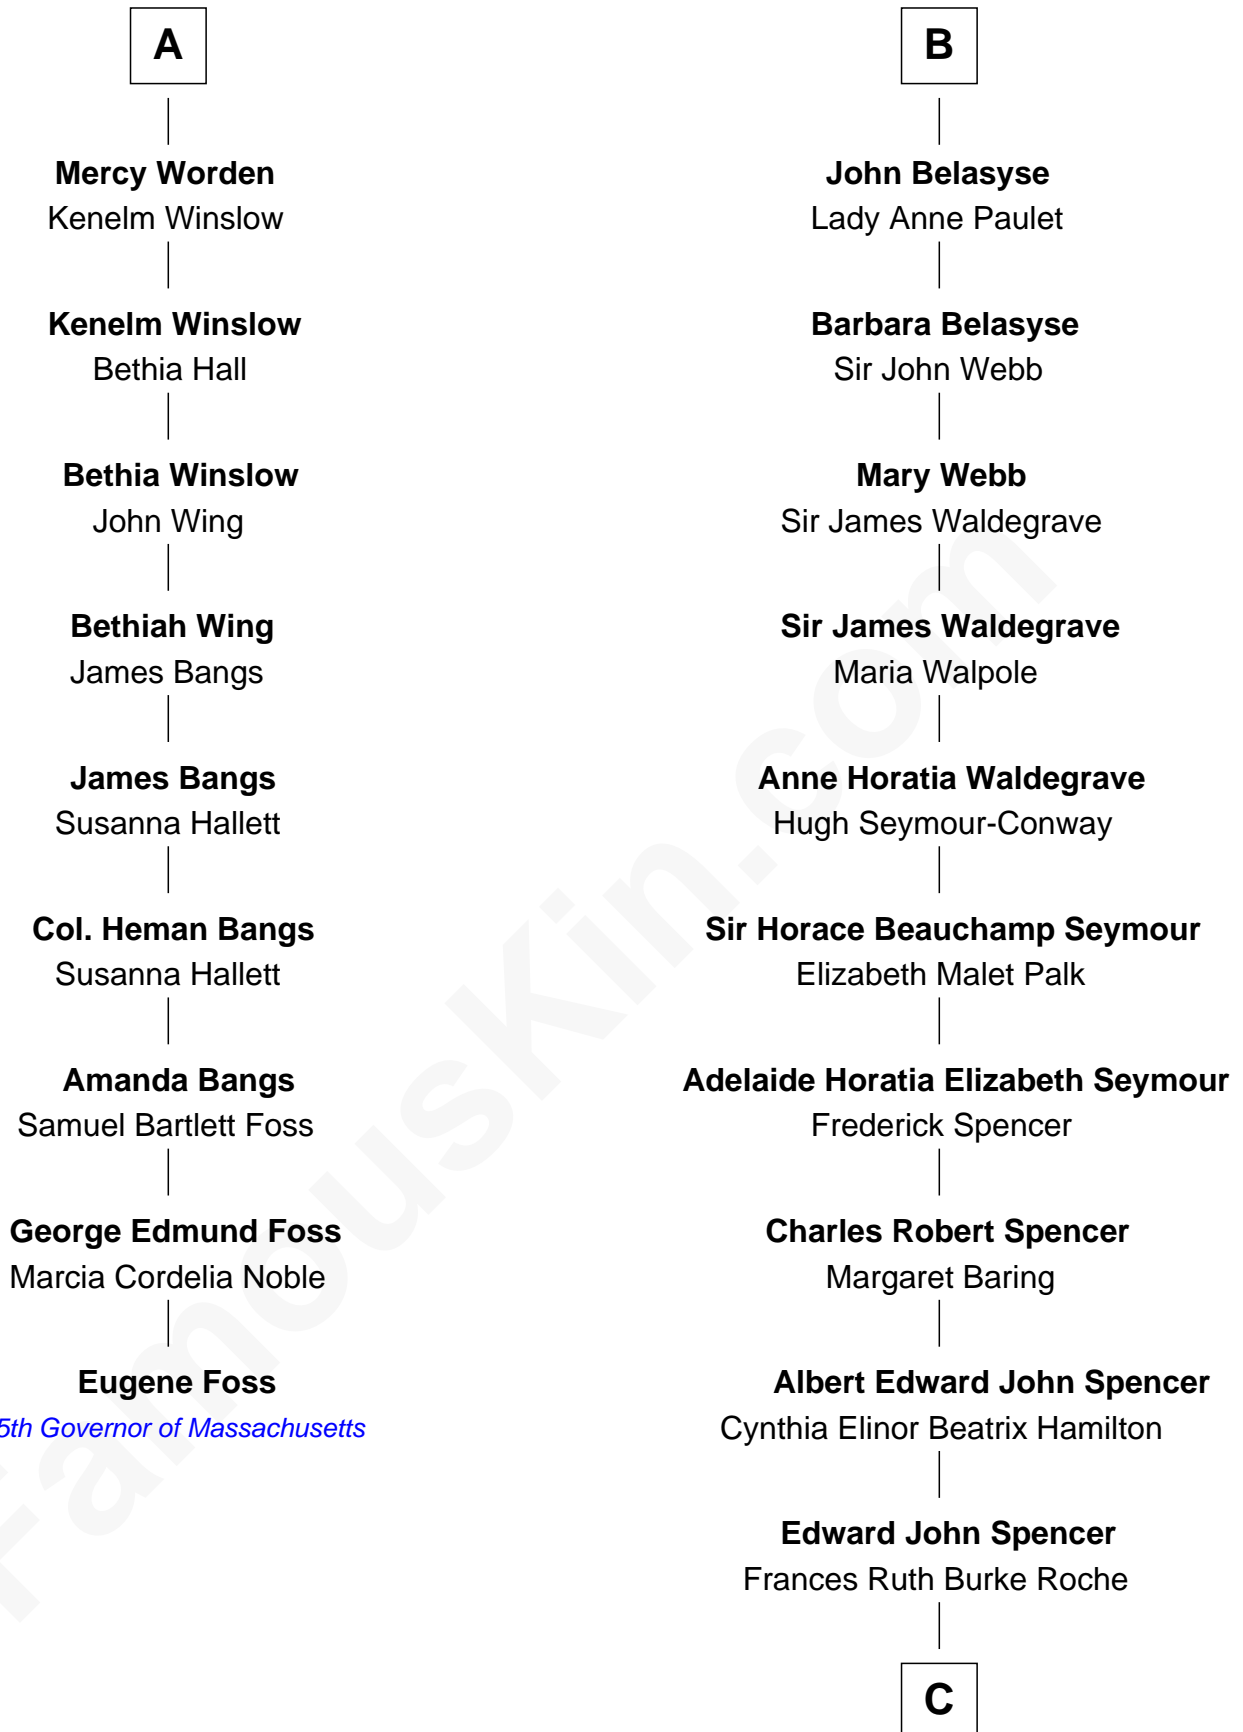 A
Mercy Worden
Kenelm Winslow
Kenelm Winslow
Bethia Hall
Bethia Winslow
John Wing
Bethiah Wing
James Bangs
James Bangs
Susanna Hallett
Col. Heman Bangs
Susanna Hallett
Amanda Bangs
Samuel Bartlett Foss
George Edmund Foss
Marcia Cordelia Noble
Eugene Foss
5th Governor of Massachusetts
B
John Belasyse
Lady Anne Paulet
Barbara Belasyse
Sir John Webb
Mary Webb
Sir James Waldegrave
Sir James Waldegrave
Maria Walpole
Anne Horatia Waldegrave
Hugh Seymour-Conway
Sir Horace Beauchamp Seymour
Elizabeth Malet Palk
Adelaide Horatia Elizabeth Seymour
Frederick Spencer
Charles Robert Spencer
Margaret Baring
Albert Edward John Spencer
Cynthia Elinor Beatrix Hamilton
Edward John Spencer
Frances Ruth Burke Roche
C
FamousKin.com